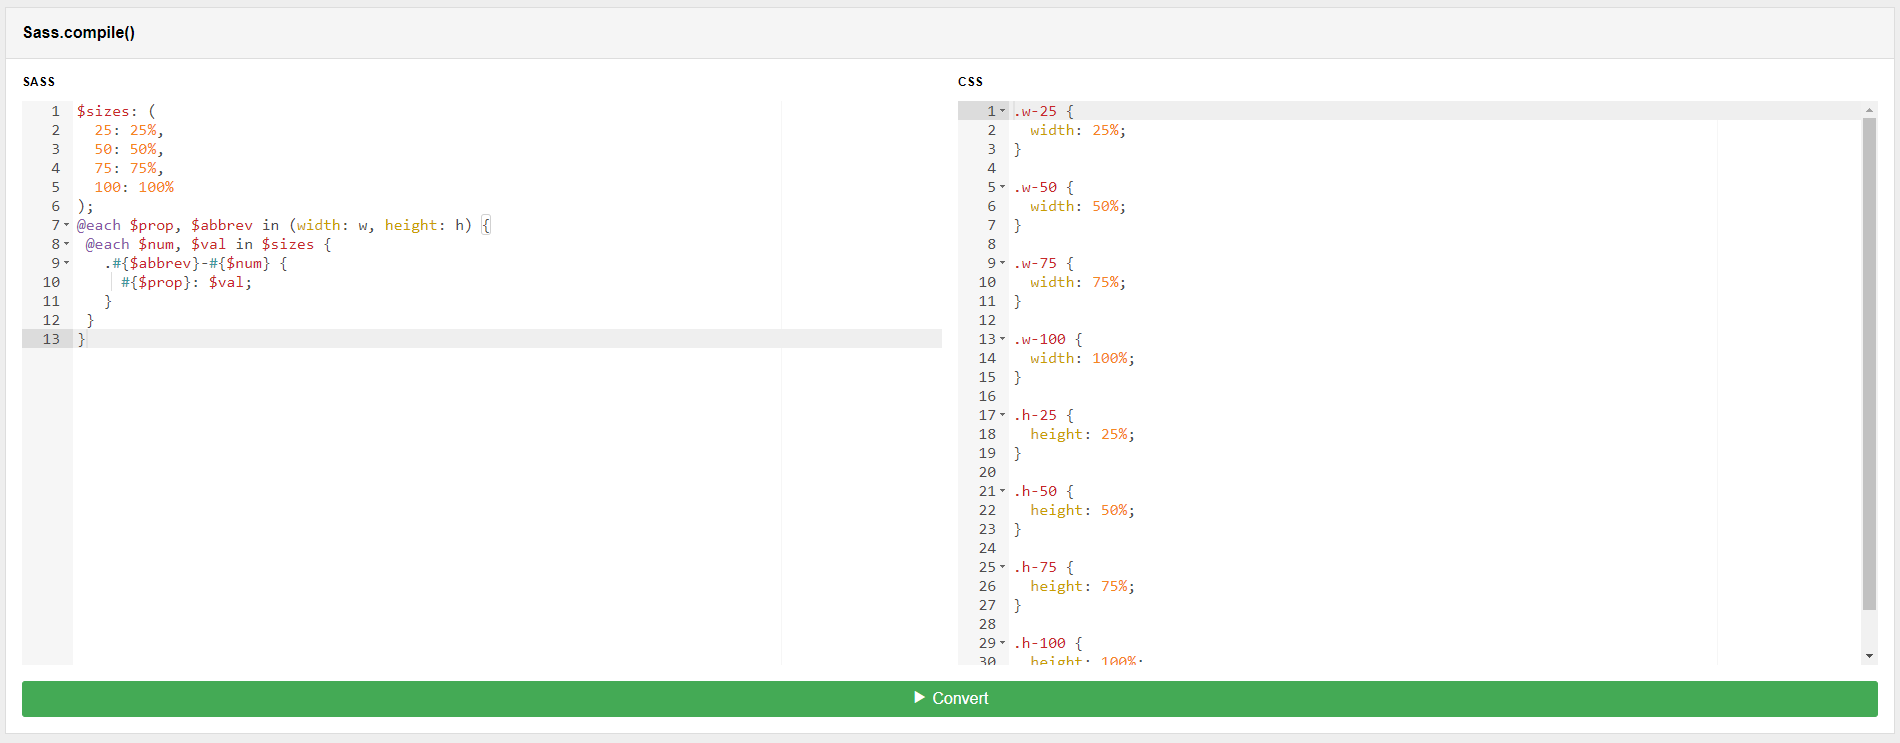 Sass.compile()
SASS
1 $sizes: (
2   25: 25%,
3   50: 50%,
4   75: 75%,
5   100: 100%
6 );
7 @each $prop, $abbrev in (width: w, height: h) {
8  @each $num, $val in $sizes {
9    .#{$abbrev}-#{$num} {
10      #{$prop}: $val;
11    }
12  }
13 }
CSS
1 .w-25 {
2   width: 25%;
3 }
4
5 .w-50 {
6   width: 50%;
7 }
8
9 .w-75 {
10   width: 75%;
11 }
12
13 .w-100 {
14   width: 100%;
15 }
16
17 .h-25 {
18   height: 25%;
19 }
20
21 .h-50 {
22   height: 50%;
23 }
24
25 .h-75 {
26   height: 75%;
27 }
28
29 .h-100 {
30   height: 100%;
Convert